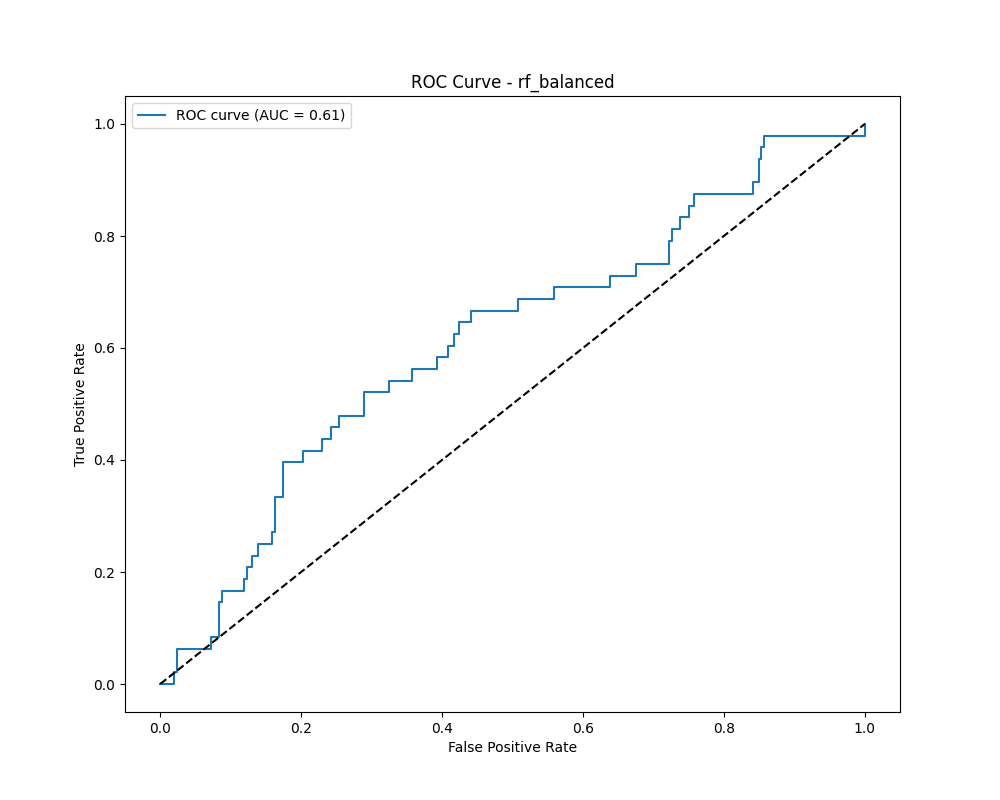 ROC Curve - rf_balanced
ROC curve (AUC = 0.61)
1.0
0.8
0.6
0.4
0.2
0.0
True Positive Rate
0.0 0.2 0.4 0.6 0.8 1.0
False Positive Rate